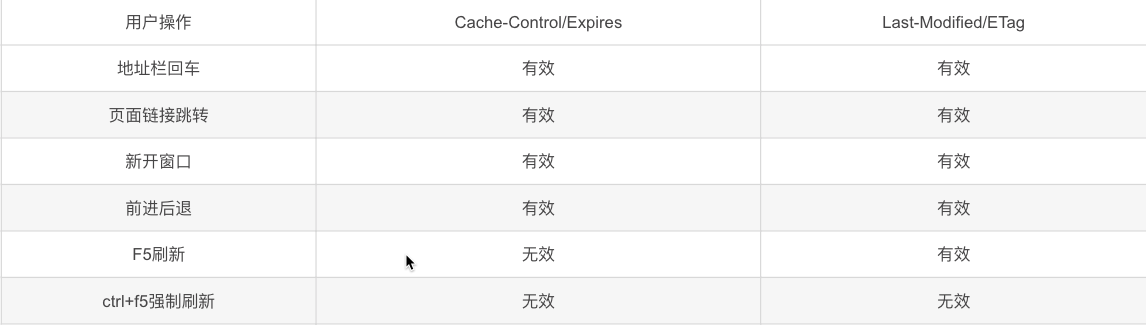 用户操作 Cache-Control/Expires Last-Modified/ETag
地址栏回车 有效 有效
页面链接跳转 有效 有效
新开窗口 有效 有效
前进后退 有效 有效
F5刷新 无效 有效
ctrl+f5强制刷新 无效 无效